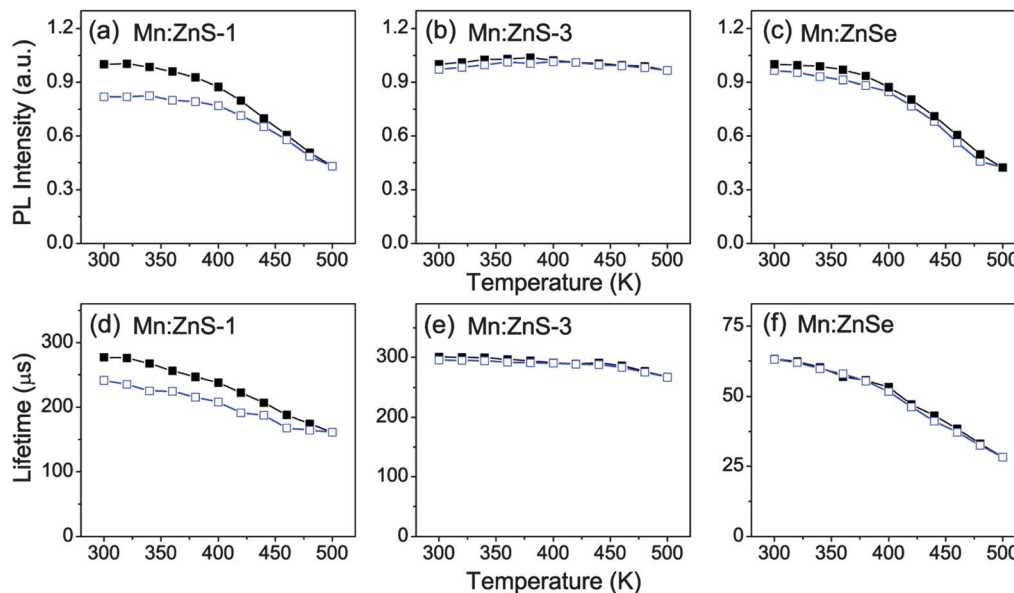 (a) Mn:ZnS-1
(b) Mn:ZnS-3
(c) Mn:ZnSe
PL Intensity (a.u.)
1.2
0.9
0.6
0.3
0.0
300 350 400 450 500
1.2
0.9
0.6
0.3
0.0
300 350 400 450 500
1.2
0.9
0.6
0.3
0.0
300 350 400 450 500
Temperature (K)
(d) Mn:ZnS-1
(e) Mn:ZnS-3
(f) Mn:ZnSe
Lifetime (μs)
300
200
100
0
300 350 400 450 500
300
200
100
0
300 350 400 450 500
75
50
25
0
300 350 400 450 500
Temperature (K)